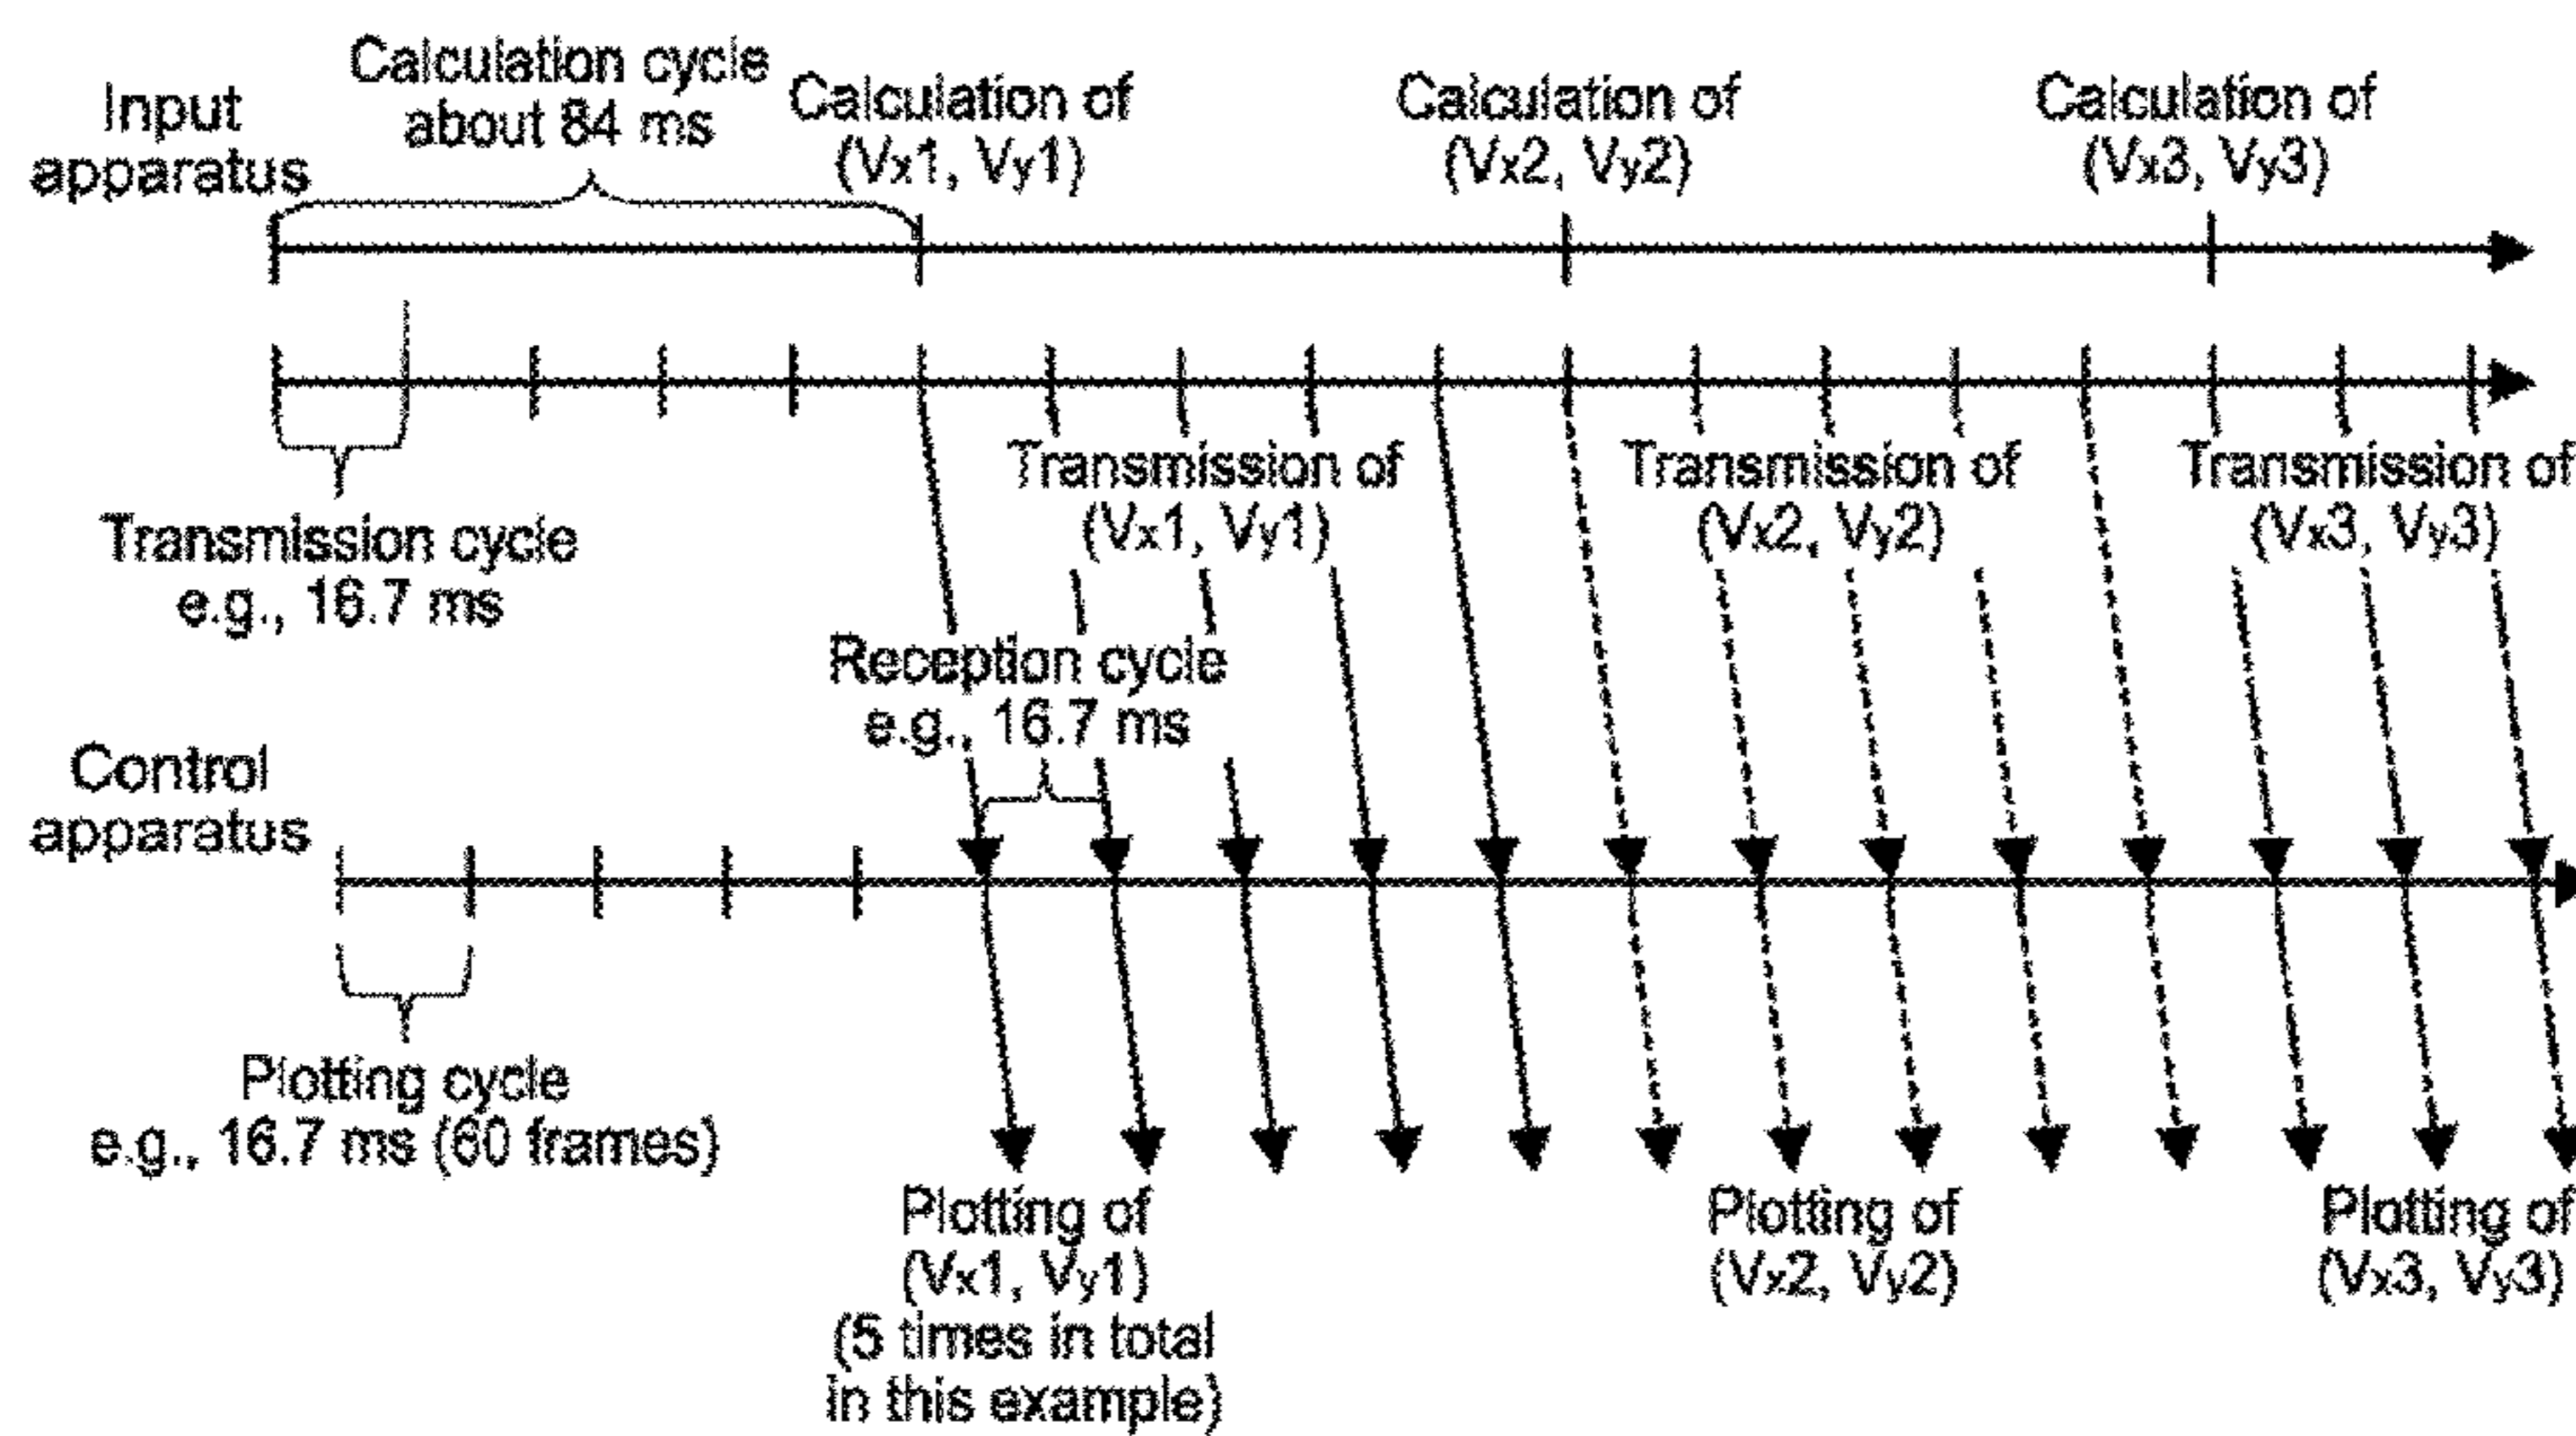 Input
apparatus
Calculation cycle
about 84 ms
Calculation of
(Vx1, Vy1)
Calculation of
(Vx2, Vy2)
Calculation of
(Vx3, Vy3)
Transmission cycle
e.g., 16.7 ms
Transmission of
(Vx1, Vy1)
Transmission of
(Vx2, Vy2)
Transmission of
(Vx3, Vy3)
Reception cycle
e.g., 16.7 ms
Control
apparatus
Plotting cycle
e.g., 16.7 ms (60 frames)
Plotting of
(Vx1, Vy1)
(5 times in total
in this example)
Plotting of
(Vx2, Vy2)
Plotting of
(Vx3, Vy3)